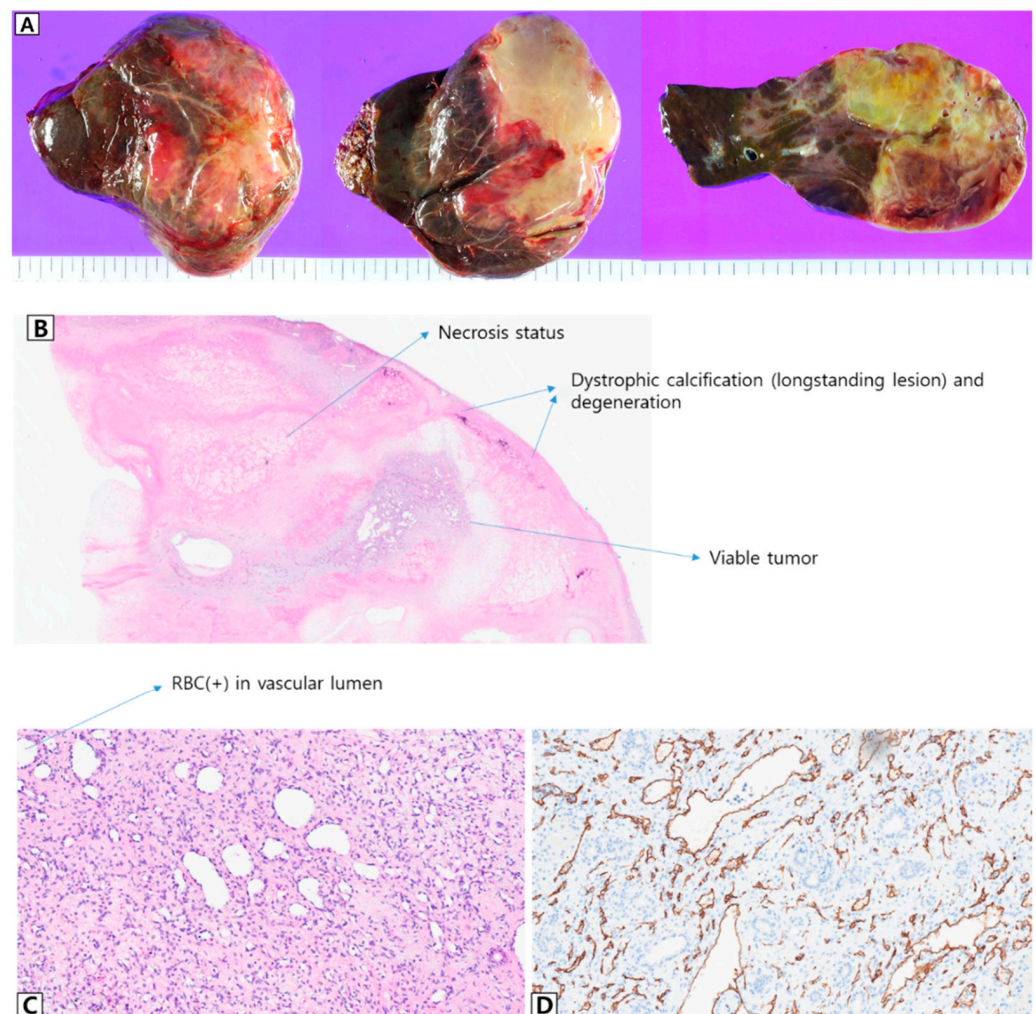 A
B
Necrosis status
Dystrophic calcification (longstanding lesion) and
degeneration
Viable tumor
RBC(+) in vascular lumen
C
D